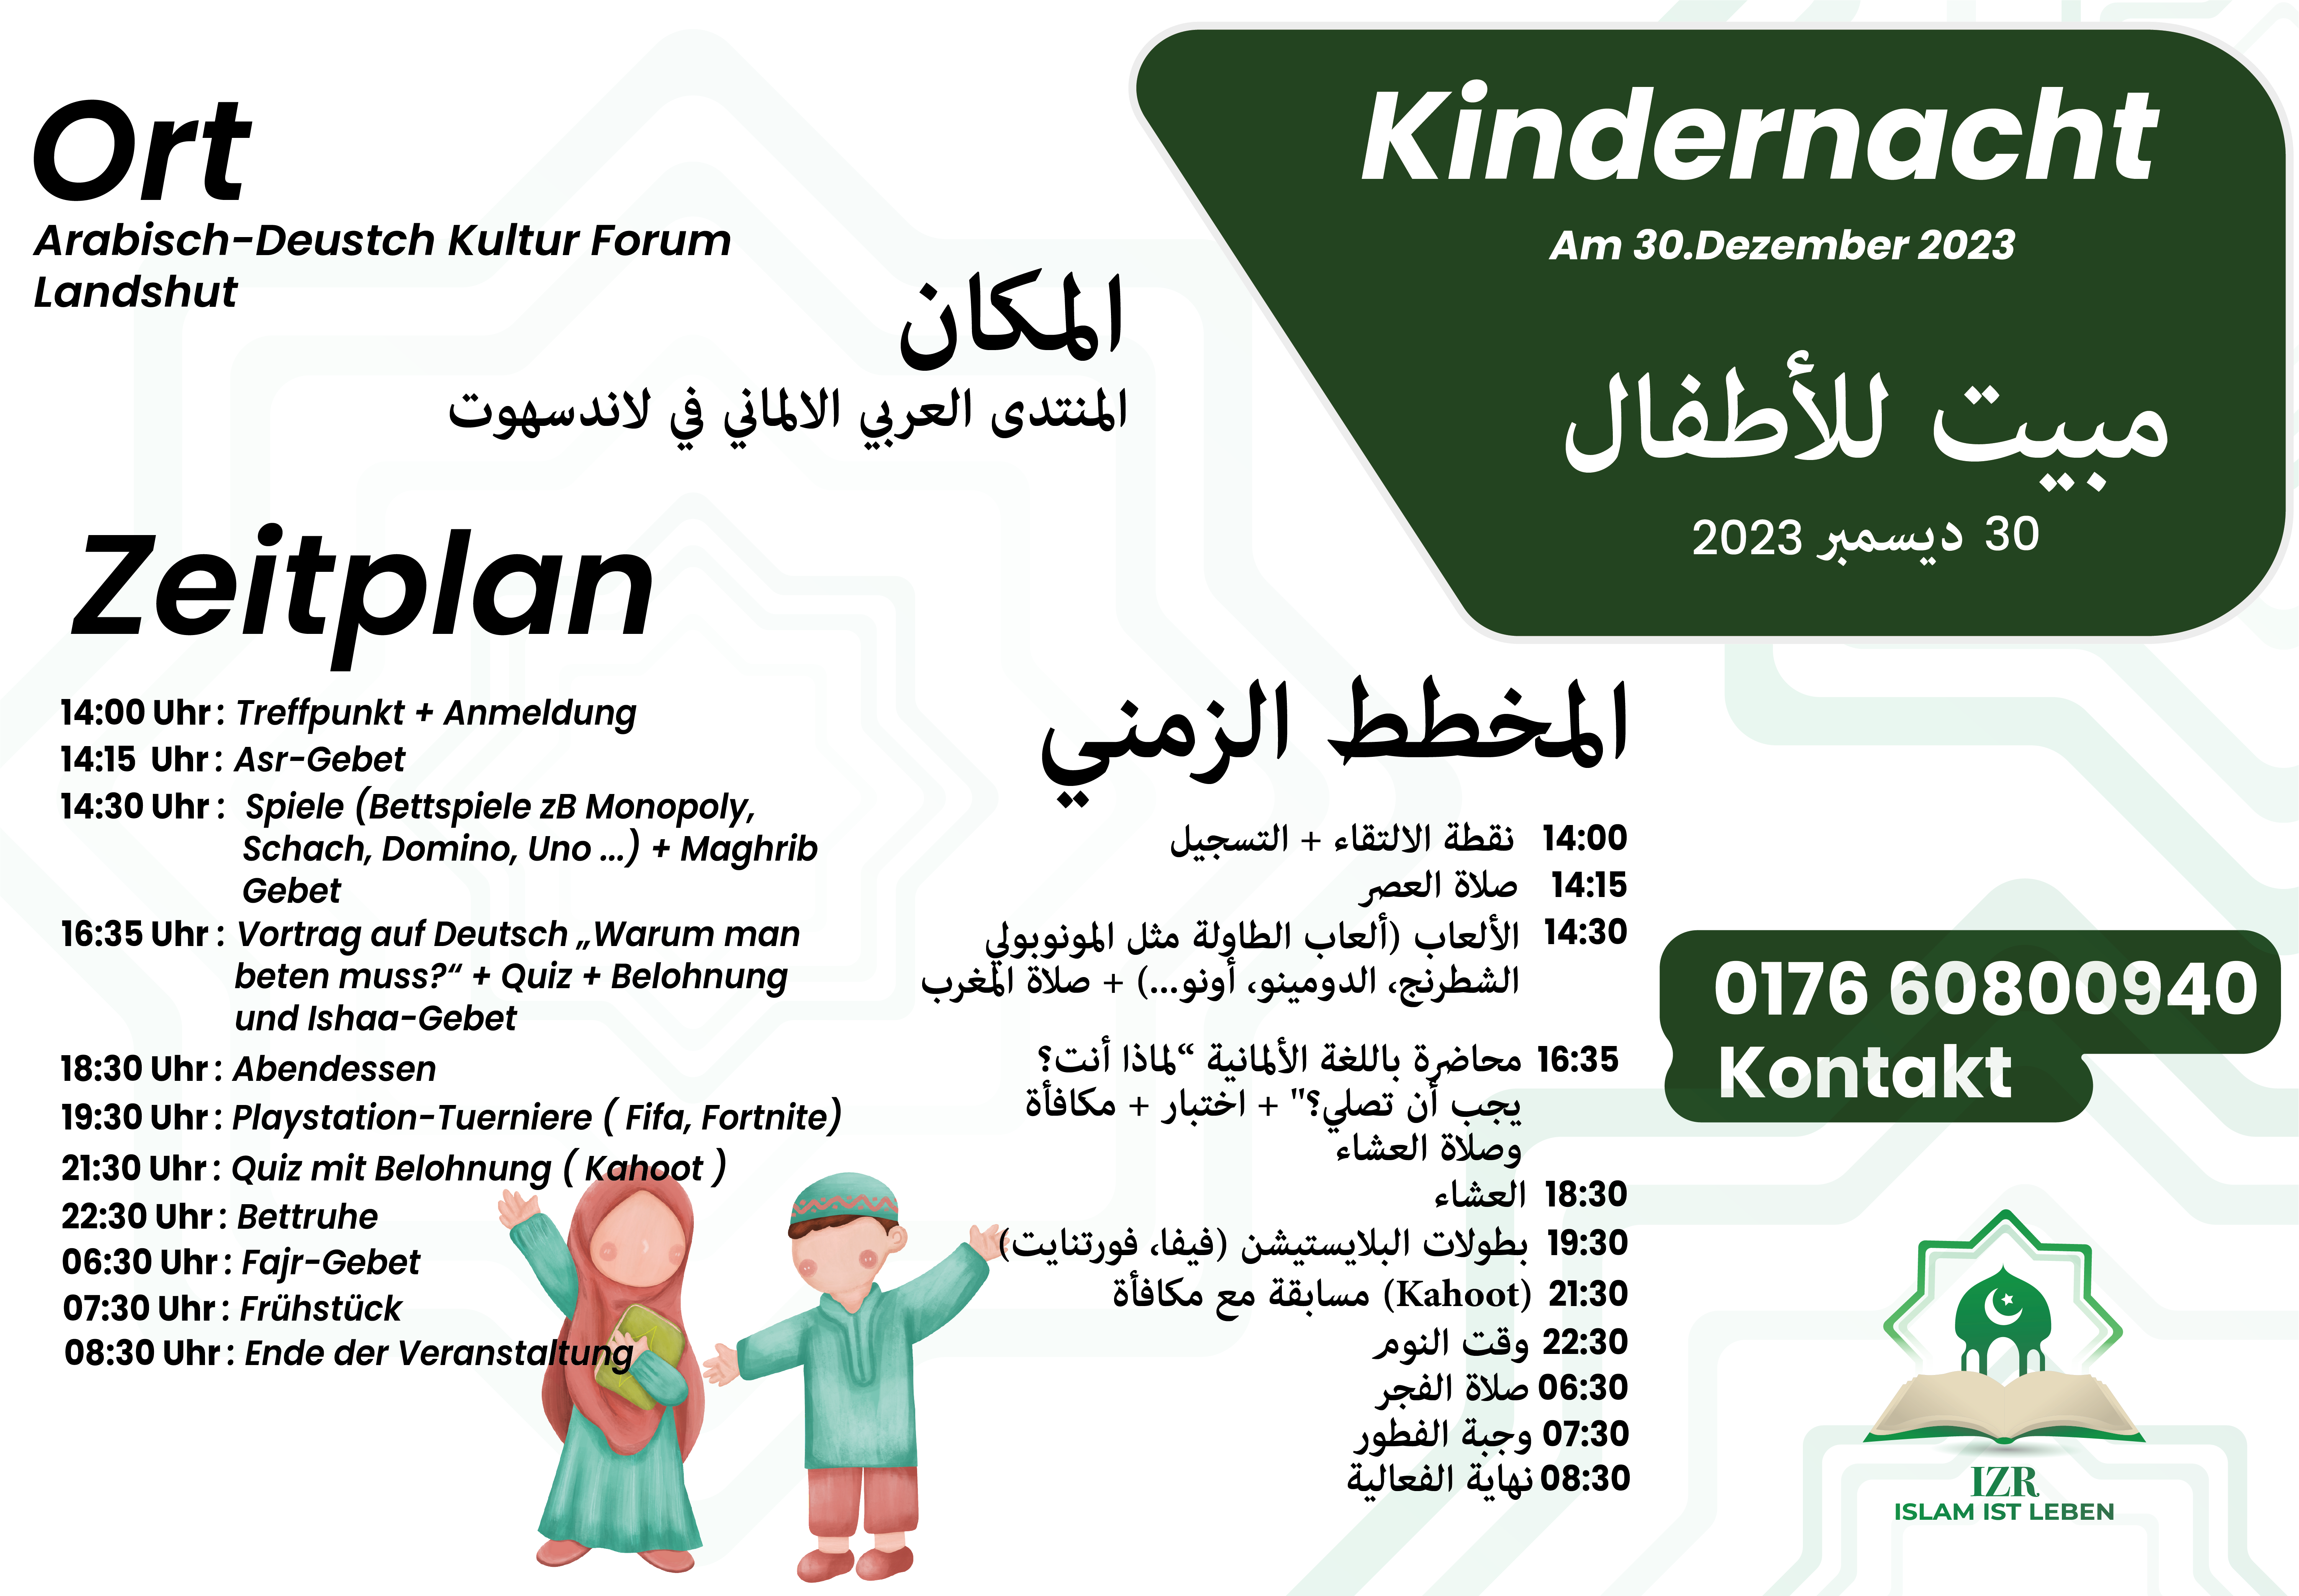 Kindernacht
Am 30.Dezember 2023
مبيت للأطفال
30 ديسمبر 2023
Ort
Arabisch-Deustch Kultur Forum
Landshut
المكان
المنتدى العربي الالماني في لاندسهوت
Zeitplan
14:00 Uhr : Treffpunkt + Anmeldung
14:15 Uhr : Asr-Gebet
14:30 Uhr : Spiele (Bettspiele zB Monopoly,
Schach, Domino, Uno ...) + Maghrib
Gebet
16:35 Uhr : Vortrag auf Deutsch „Warum man
beten muss?“ + Quiz + Belohnung
und Ishaa-Gebet
18:30 Uhr : Abendessen
19:30 Uhr : Playstation-Tuerniere ( Fifa, Fortnite)
21:30 Uhr : Quiz mit Belohnung ( Kahoot )
22:30 Uhr : Bettruhe
06:30 Uhr : Fajr-Gebet
07:30 Uhr : Frühstück
08:30 Uhr : Ende der Veranstaltung
المخطط الزمني
14:00 نقطة الالتقاء + التسجيل
14:15 صلاة العصر
14:30 الألعاب (ألعاب الطاولة مثل المونوبولي
الشطرنج، الدومينو، أونو...) + صلاة المغرب
16:35 محاضرة باللغة الألمانية “لماذا أنت؟
يجب أن تصلي؟" + اختبار + مكافأة
وصلاة العشاء
18:30 العشاء
19:30 بطولات البلايستيشن (فيفا، فورتنايت)
21:30 (Kahoot) مسابقة مع مكافأة
22:30 وقت النوم
06:30 صلاة الفجر
07:30 وجبة الفطور
08:30 نهاية الفعالية
0176 60800940
Kontakt
IZR
ISLAM IST LEBEN